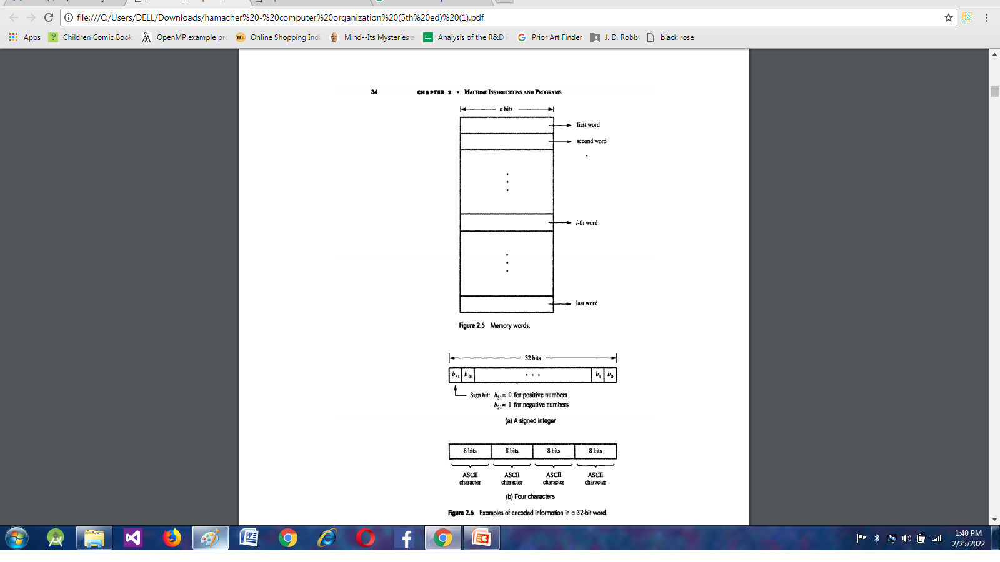 file:///C:/Users/DELL/Downloads/hamacher%20-%20computer%20organization%20(5th%20ed)%20(1).pdf
Apps
Children Comic Book
OpenMP example pro
Online Shopping Indi
Mind--Its Mysteries a
Analysis of the R&D i
Prior Art Finder
J. D. Robb
black rose
34 CHAPTER 2 • MACHINE INSTRUCTIONS AND PROGRAMS
n bits
first word
second word
i-th word
last word
Figure 2.5 Memory words.
32 bits
b31 b30 . . . b1 b0
Sign bit: b31= 0 for positive numbers
b31= 1 for negative numbers
(a) A signed integer
8 bits 8 bits 8 bits 8 bits
ASCII ASCII ASCII ASCII
character character character character
(b) Four characters
Figure 2.6 Examples of encoded information in a 32-bit word.
1:40 PM
2/25/2022